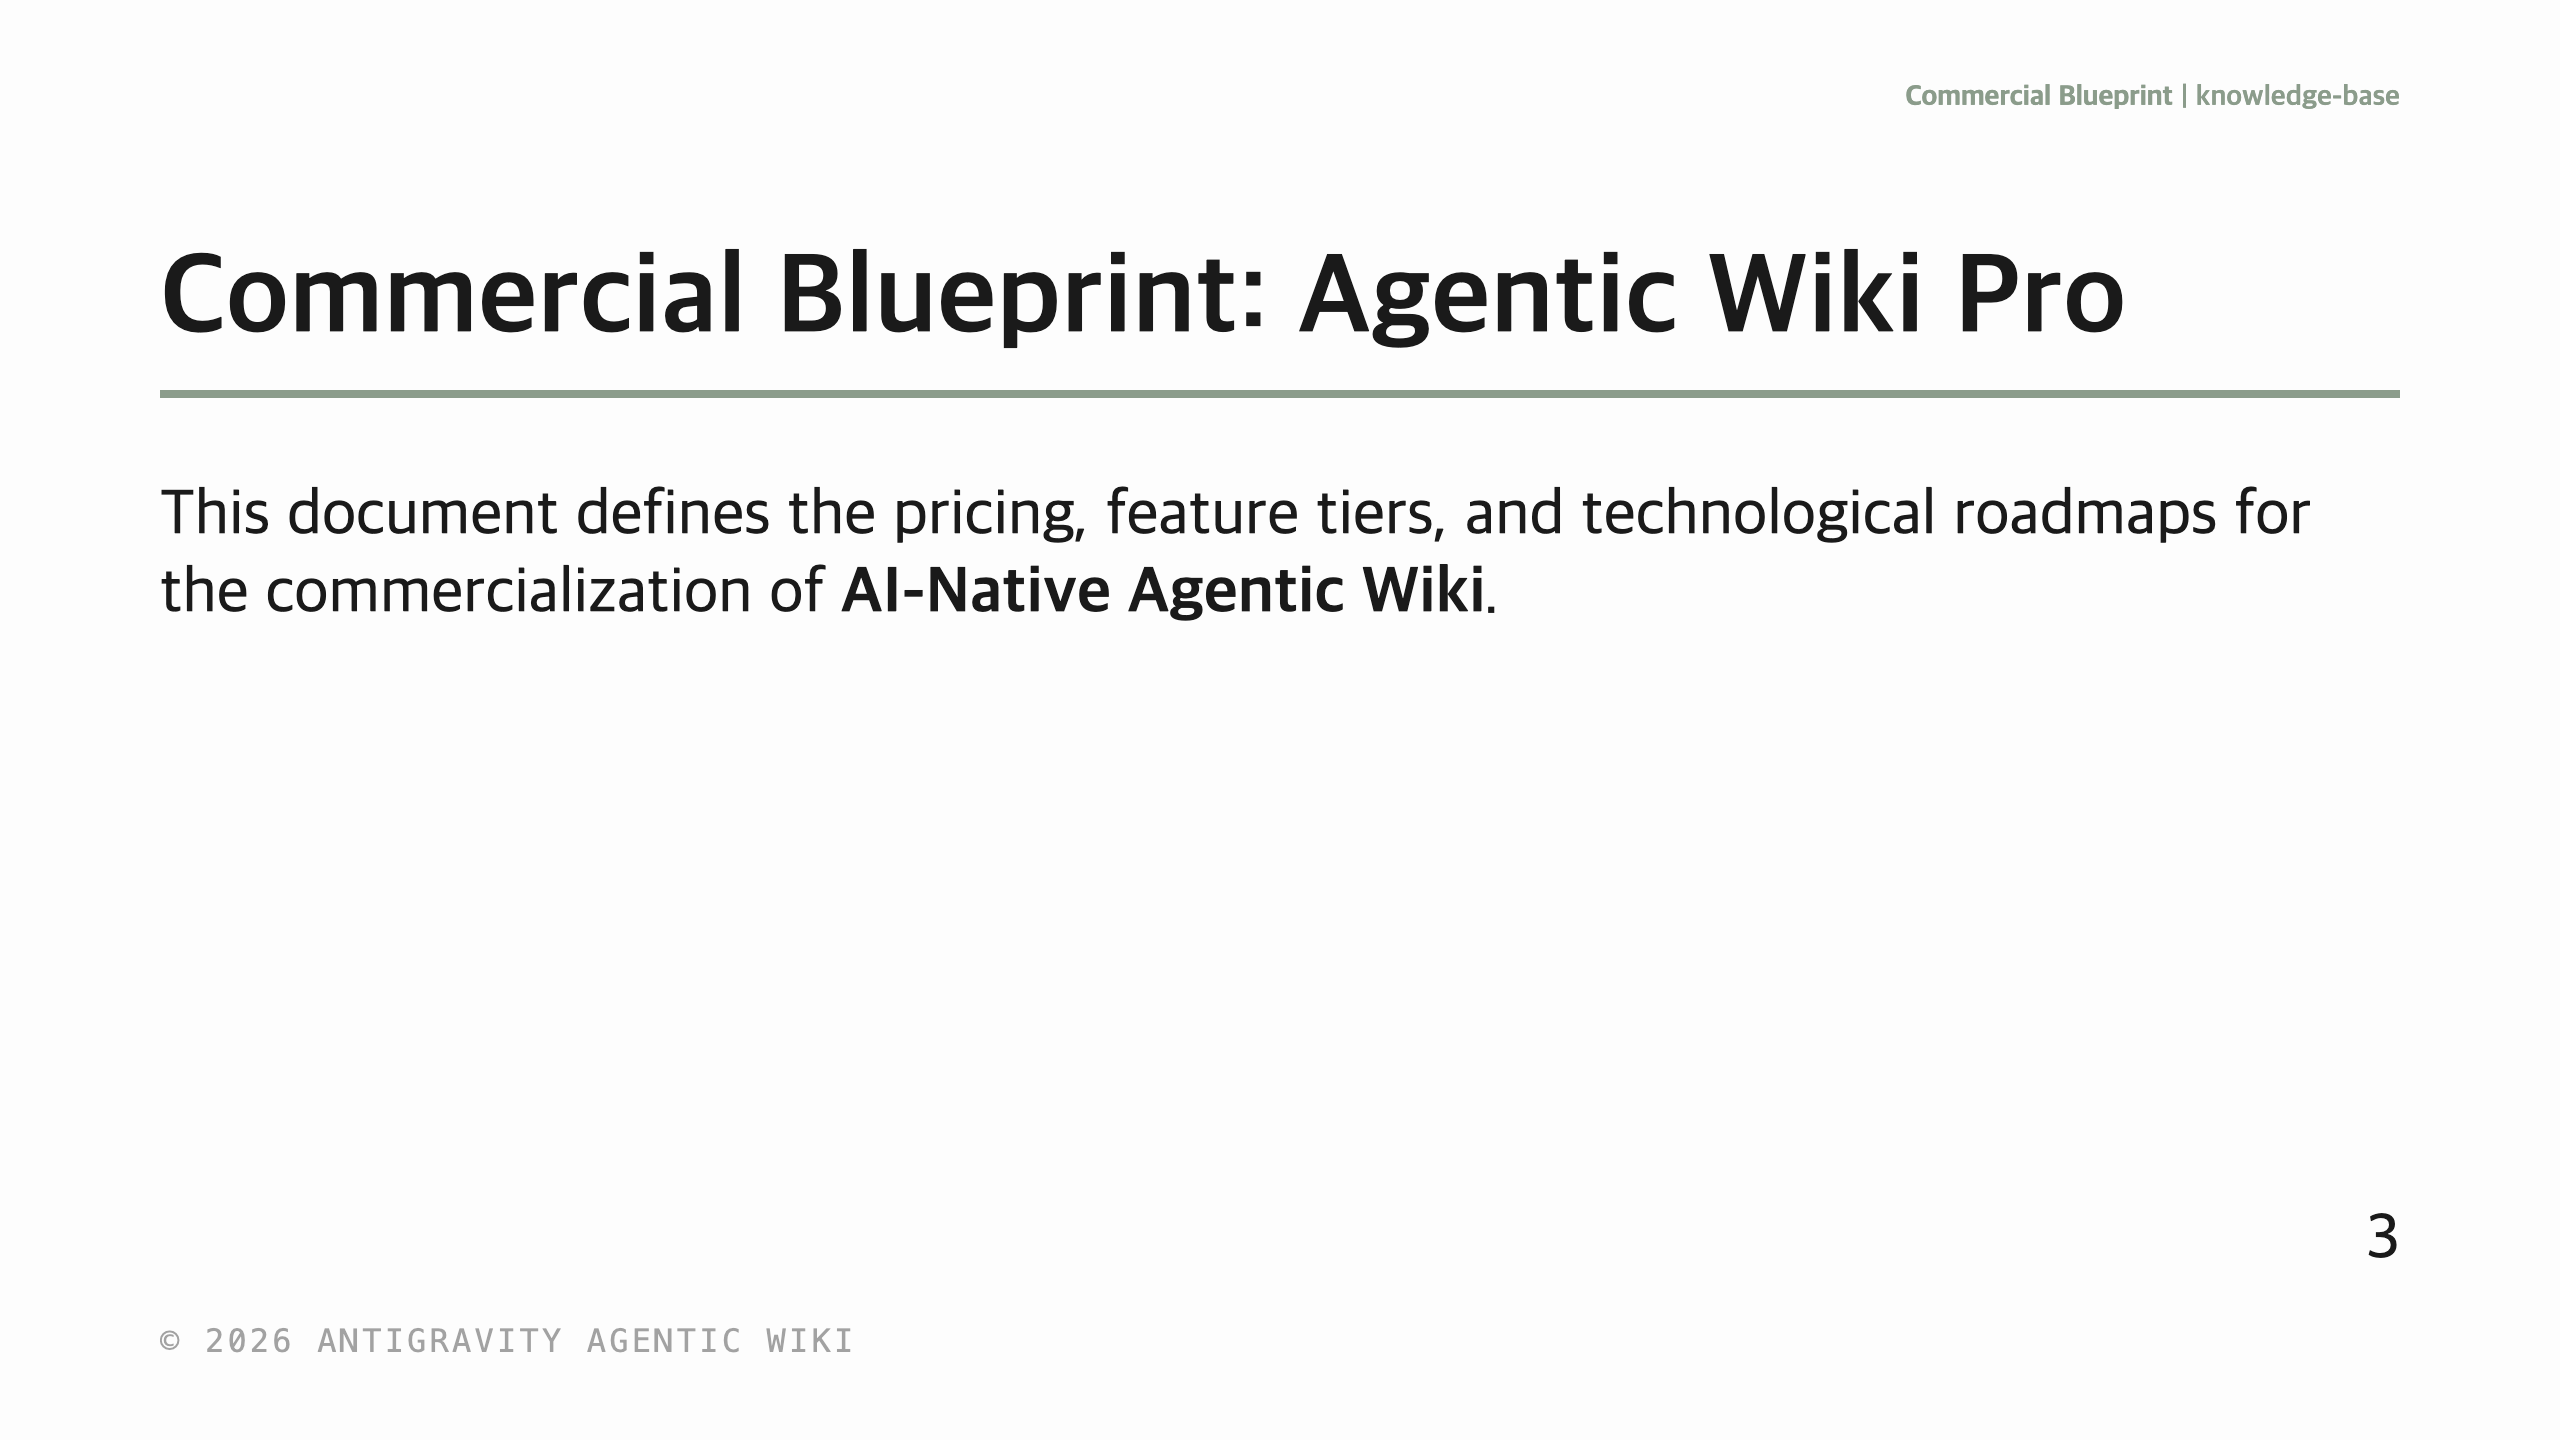 Commercial Blueprint | knowledge-base
Commercial Blueprint: Agentic Wiki Pro
This document defines the pricing, feature tiers, and technological roadmaps for
the commercialization of AI-Native Agentic Wiki.
3
© 2026 ANTIGRAVITY AGENTIC WIKI